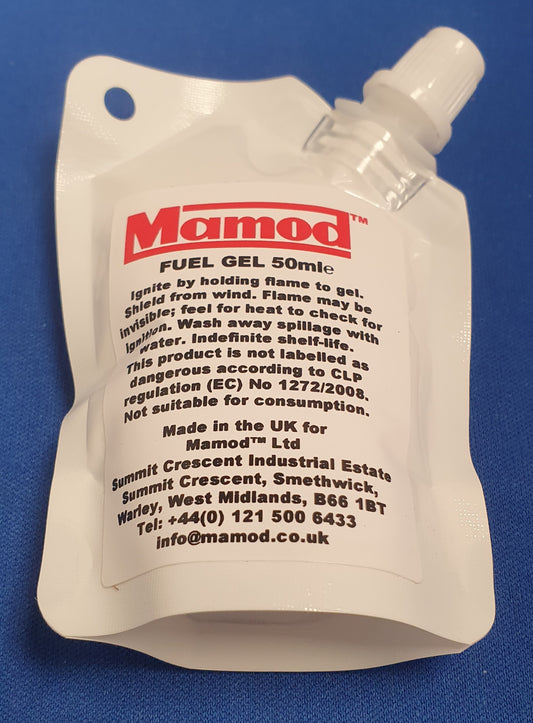 Mamod™
FUEL GEL 50ml℮
Ignite by holding flame to gel.
Shield from wind. Flame may be
invisible; feel for heat to check for
ignition. Wash away spillage with
water. Indefinite shelf-life.
This product is not labelled as
dangerous according to CLP
regulation (EC) No 1272/2008.
Not suitable for consumption.
Made in the UK for
Mamod™ Ltd
Summit Crescent Industrial Estate
Summit Crescent, Smethwick,
Warley, West Midlands, B66 1BT
Tel: +44(0) 121 500 6433
info@mamod.co.uk